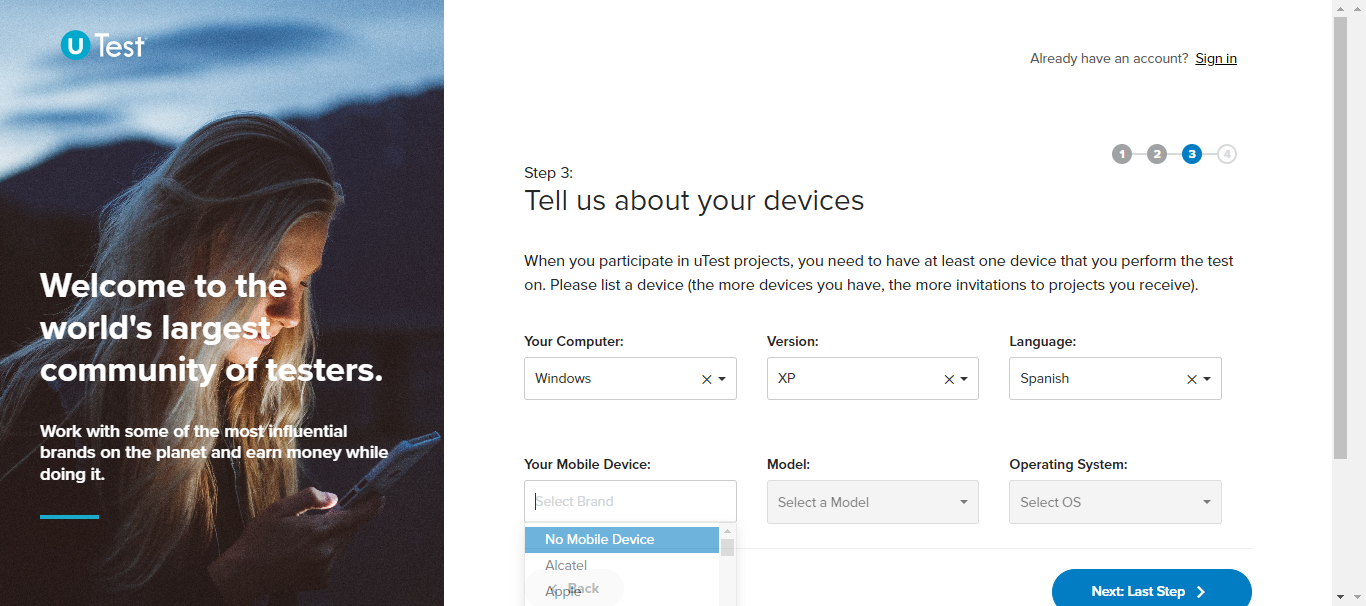 U Test
Already have an account? Sign in
1 2 3 4
Step 3:
Tell us about your devices
When you participate in uTest projects, you need to have at least one device that you perform the test
on. Please list a device (the more devices you have, the more invitations to projects you receive).
Welcome to the
world's largest
community of testers.
Work with some of the most influential
brands on the planet and earn money while
doing it.
Your Computer: Version: Language:
Windows XP Spanish
Your Mobile Device: Model: Operating System:
Select Brand Select a Model Select OS
No Mobile Device
Alcatel
Apple
Back
Next: Last Step